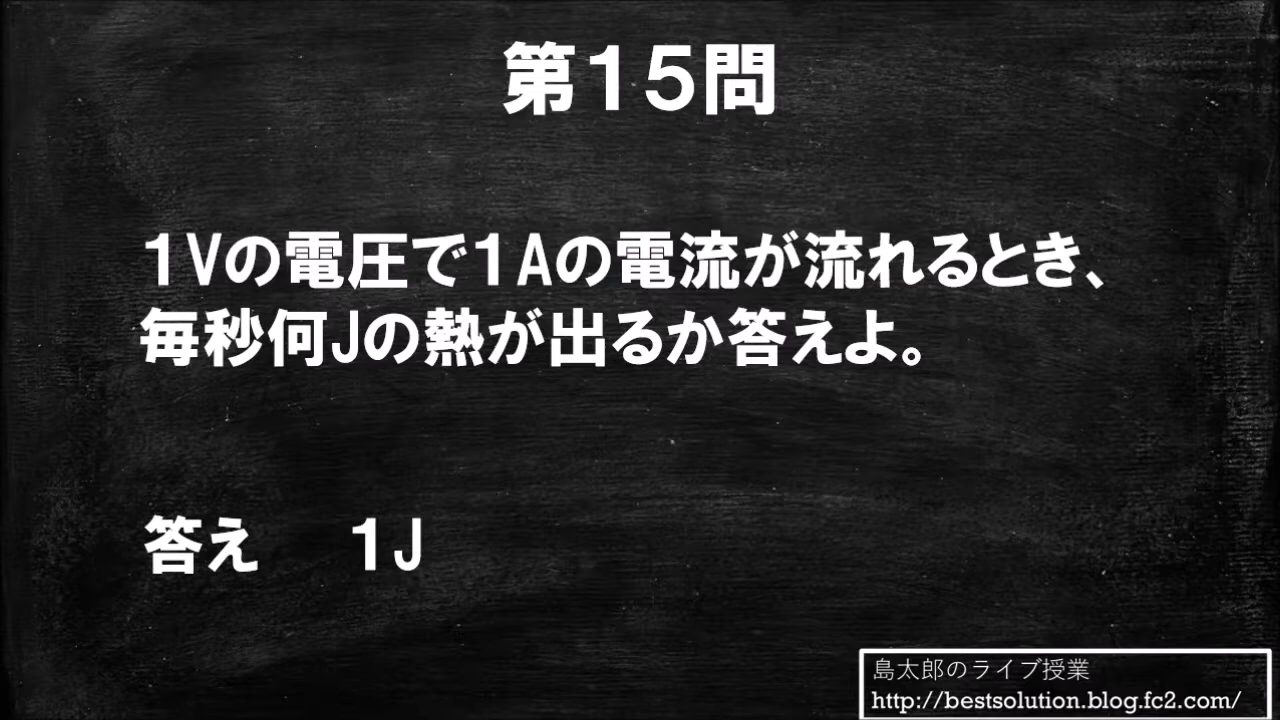 第１５問
１Vの電圧で１Aの電流が流れるとき、
毎秒何Jの熱が出るか答えよ。
答え　　１J
島太郎のライブ授業
http://bestsolution.blog.fc2.com/